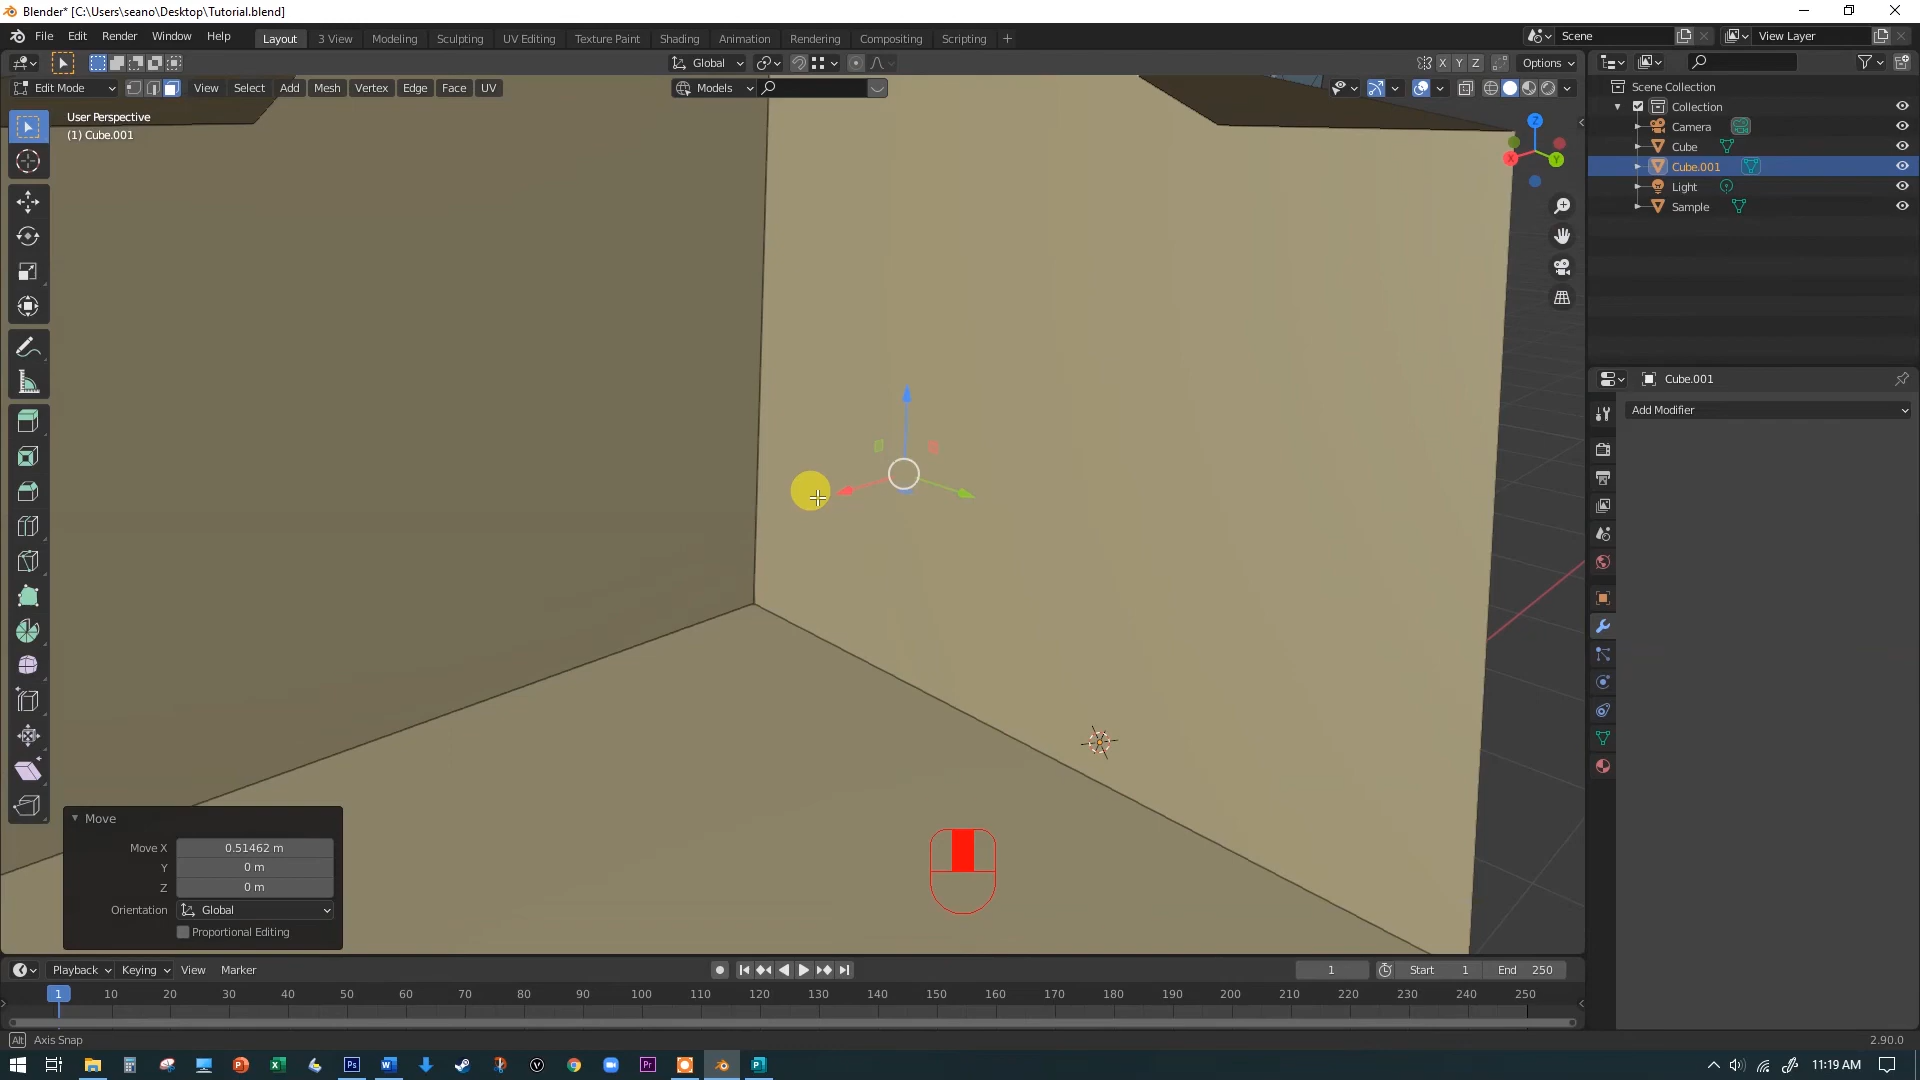 Blender* [C:\Users\seano\Desktop\Tutorial.blend]
File Edit Render Window Help
Layout 3 View Modeling Sculpting UV Editing Texture Paint Shading Animation Rendering Compositing Scripting +
Scene
View Layer
Global
X Y Z Options
Edit Mode View Select Add Mesh Vertex Edge Face UV
Models
User Perspective
(1) Cube.001
Z
X
Y
Scene Collection
Collection
Camera
Cube
Cube.001
Light
Sample
Cube.001
Add Modifier
Move
Move X 0.51462 m
Y 0 m
Z 0 m
Orientation Global
Proportional Editing
Playback Keying View Marker
1 Start 1 End 250
1 10 20 30 40 50 60 70 80 90 100 110 120 130 140 150 160 170 180 190 200 210 220 230 240 250
Alt Axis Snap
2.90.0
11:19 AM